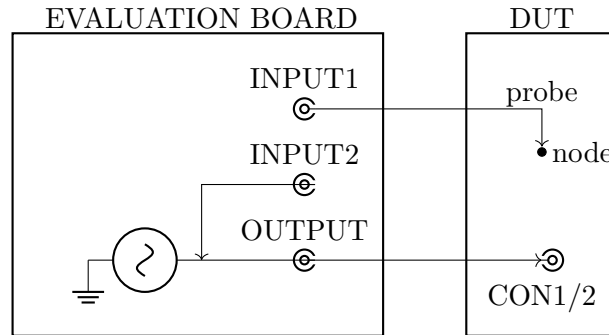 EVALUATION BOARD
DUT
INPUT1
probe
node
INPUT2
OUTPUT
CON1/2